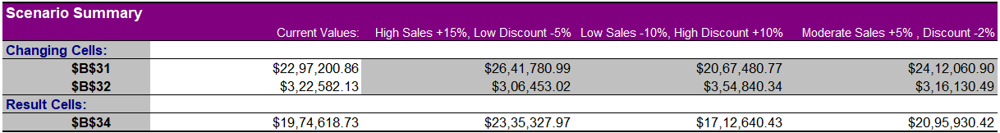 Scenario Summary
Current Values: High Sales +15%, Low Discount -5% Low Sales -10%, High Discount +10% Moderate Sales +5% , Discount -2%
Changing Cells:
$B$31 $22,97,200.86 $26,41,780.99 $20,67,480.77 $24,12,060.90
$B$32 $3,22,582.13 $3,06,453.02 $3,54,840.34 $3,16,130.49
Result Cells:
$B$34 $19,74,618.73 $23,35,327.97 $17,12,640.43 $20,95,930.42